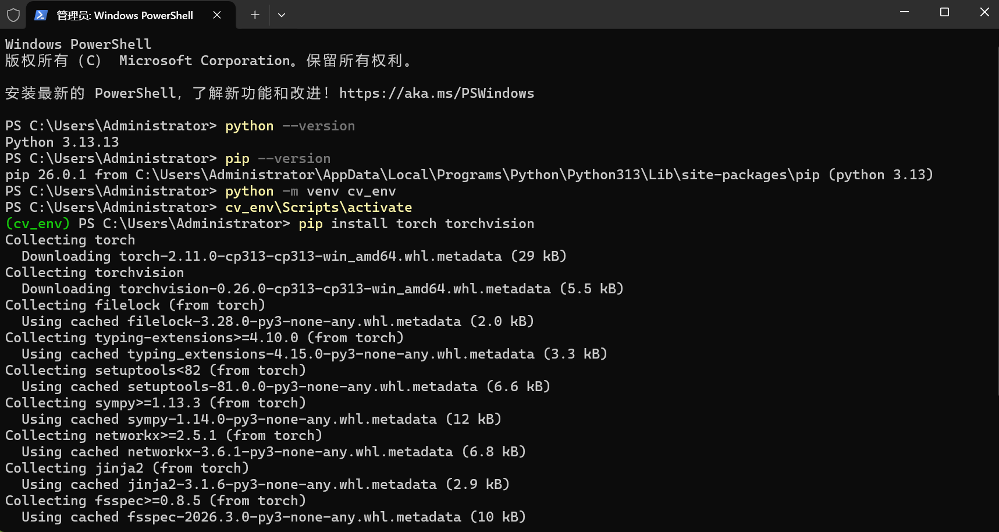 管理员: Windows PowerShell
Windows PowerShell
版权所有 (C)  Microsoft Corporation。保留所有权利。
安装最新的 PowerShell，了解新功能和改进！https://aka.ms/PSWindows
PS C:\Users\Administrator> python --version
Python 3.13.13
PS C:\Users\Administrator> pip --version
pip 26.0.1 from C:\Users\Administrator\AppData\Local\Programs\Python\Python313\Lib\site-packages\pip (python 3.13)
PS C:\Users\Administrator> python -m venv cv_env
PS C:\Users\Administrator> cv_env\Scripts\activate
(cv_env) PS C:\Users\Administrator> pip install torch torchvision
Collecting torch
  Downloading torch-2.11.0-cp313-cp313-win_amd64.whl.metadata (29 kB)
Collecting torchvision
  Downloading torchvision-0.26.0-cp313-cp313-win_amd64.whl.metadata (5.5 kB)
Collecting filelock (from torch)
  Using cached filelock-3.28.0-py3-none-any.whl.metadata (2.0 kB)
Collecting typing-extensions>=4.10.0 (from torch)
  Using cached typing_extensions-4.15.0-py3-none-any.whl.metadata (3.3 kB)
Collecting setuptools<82 (from torch)
  Using cached setuptools-81.0.0-py3-none-any.whl.metadata (6.6 kB)
Collecting sympy>=1.13.3 (from torch)
  Using cached sympy-1.14.0-py3-none-any.whl.metadata (12 kB)
Collecting networkx>=2.5.1 (from torch)
  Using cached networkx-3.6.1-py3-none-any.whl.metadata (6.8 kB)
Collecting jinja2 (from torch)
  Using cached jinja2-3.1.6-py3-none-any.whl.metadata (2.9 kB)
Collecting fsspec>=0.8.5 (from torch)
  Using cached fsspec-2026.3.0-py3-none-any.whl.metadata (10 kB)